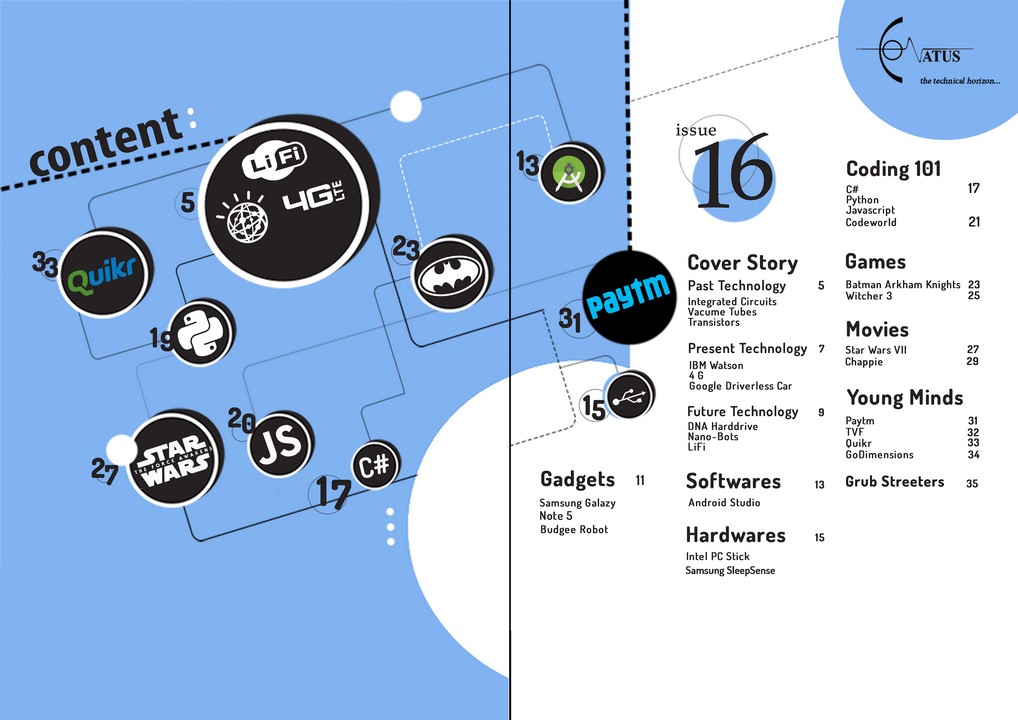 content:
5
LiFi
4G LTE
33
Quikr
19
23
13
27
STAR
THE FORCE AWAKENS
WARS
20
JS
17
C#
31
paytm
15
CONATUS
the technical horizon...
issue
16
Gadgets 11
Samsung Galazy
Note 5
Budgee Robot
Cover Story
Past Technology 5
Integrated Circuits
Vacume Tubes
Transistors
Present Technology 7
IBM Watson
4 G
Google Driverless Car
Future Technology 9
DNA Harddrive
Nano-Bots
LiFi
Softwares 13
Android Studio
Hardwares 15
Intel PC Stick
Samsung SleepSense
Coding 101
C# 17
Python
Javascript
Codeworld 21
Games
Batman Arkham Knights 23
Witcher 3 25
Movies
Star Wars VII 27
Chappie 29
Young Minds
Paytm 31
TVF 32
Quikr 33
GoDimensions 34
Grub Streeters 35